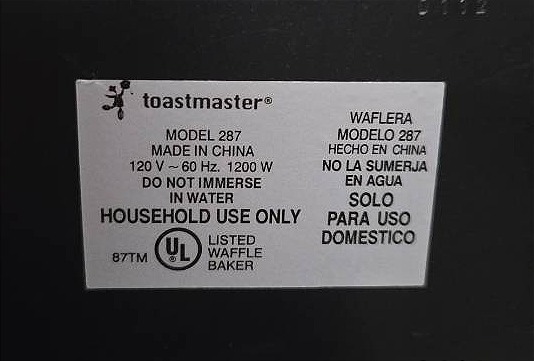 0112
toastmaster®
MODEL 287
MADE IN CHINA
120 V ~ 60 Hz. 1200 W
DO NOT IMMERSE
IN WATER
HOUSEHOLD USE ONLY
87TM
UL
®
LISTED
WAFFLE
BAKER
WAFLERA
MODELO 287
HECHO EN CHINA
NO LA SUMERJA
EN AGUA
SOLO
PARA USO
DOMESTICO